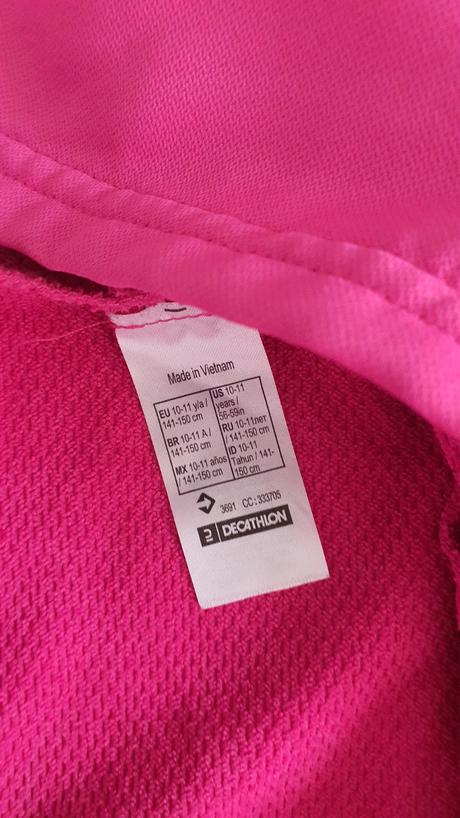 Made in Vietnam
EU 10-11 y/a /
141-150 cm
BR 10-11 A /
141-150 cm
MX 10-11 años
/ 141-150 cm
US 10-11
years /
56-59in
RU 10-11лет
/ 141-150 cm
ID 10-11
Tahun / 141-
150 cm
3691 CC:333705
DECATHLON